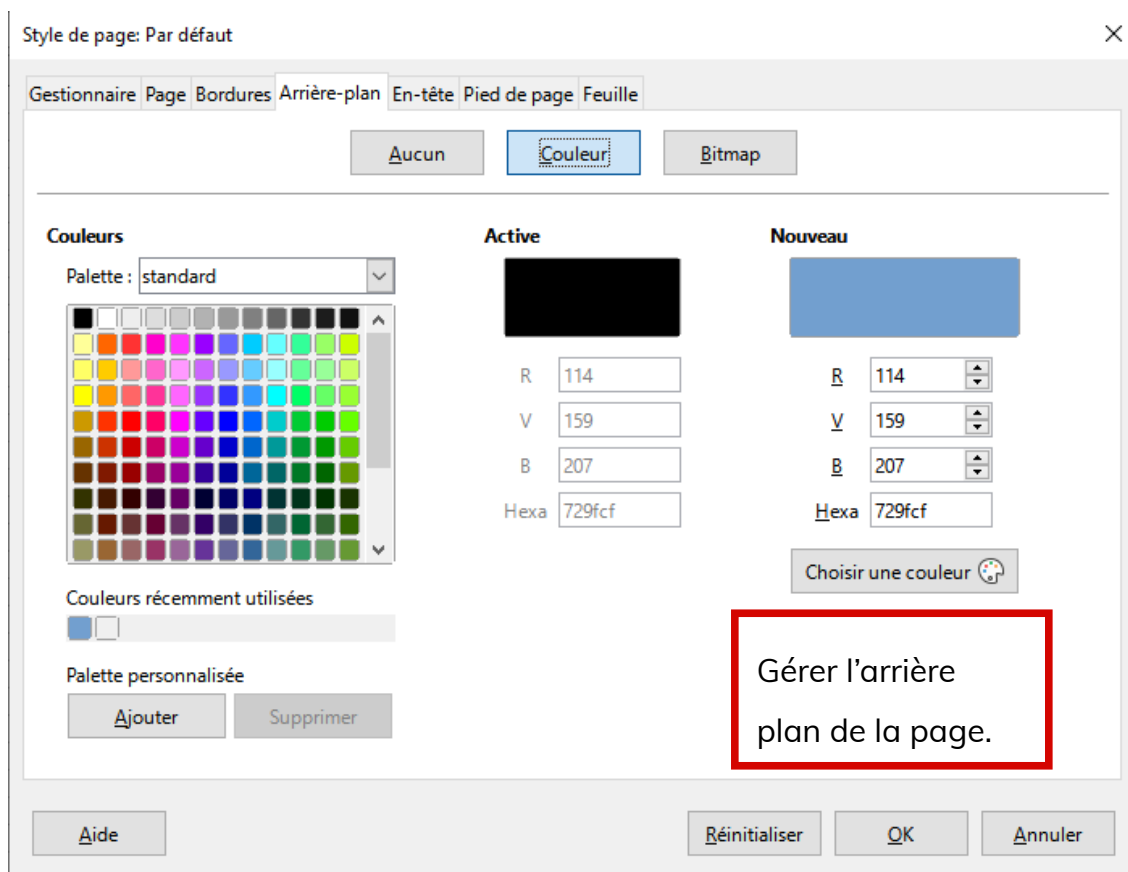 Style de page: Par défaut
Gestionnaire Page Bordures Arrière-plan En-tête Pied de page Feuille
Aucun Couleur Bitmap
Couleurs Active Nouveau
Palette : standard
R 114 R 114
V 159 V 159
B 207 B 207
Hexa 729fcf Hexa 729fcf
Choisir une couleur
Couleurs récemment utilisées
Palette personnalisée
Ajouter Supprimer
Gérer l’arrière
plan de la page.
Aide Réinitialiser OK Annuler